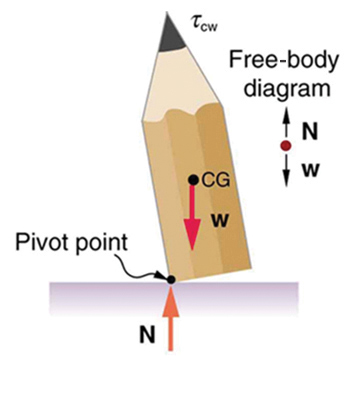 τcw
Free-body
diagram
N
w
CG
w
Pivot point
N